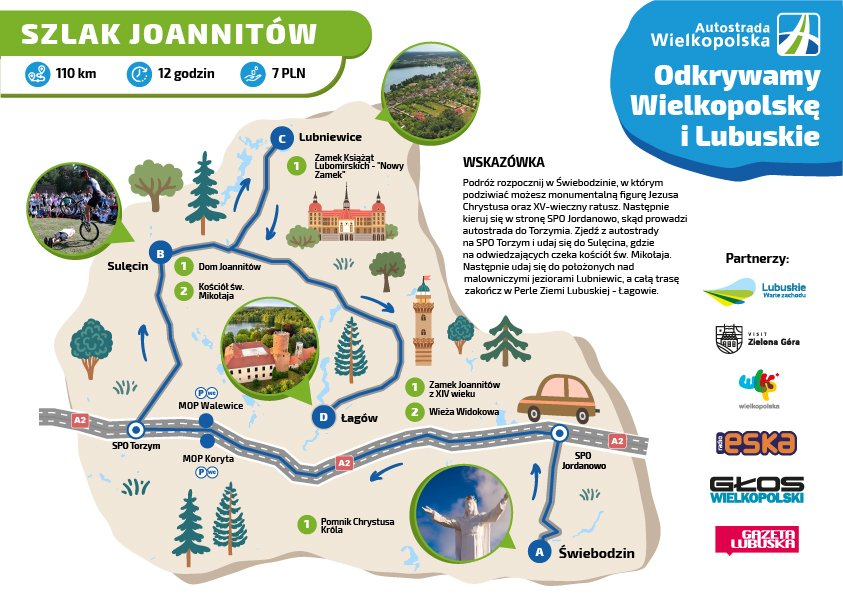 SZLAK JOANNITÓW
110 km
12 godzin
7 PLN
Autostrada
Wielkopolska
Odkrywamy
Wielkopolskę
i Lubuskie
C
Lubniewice
1
Zamek Książąt
Lubomirskich - "Nowy
Zamek"
WSKAZÓWKA
Podróż rozpocznij w Świebodzinie, w którym
podziwiać możesz monumentalną figurę Jezusa
Chrystusa oraz XV-wieczny ratusz. Następnie
kieruj się w stronę SPO Jordanowo, skąd prowadzi
autostrada do Torzymia. Zjedź z autostrady
na SPO Torzym i udaj się do Sulęcina, gdzie
na odwiedzających czeka kościół św. Mikołaja.
Następnie udaj się do położonych nad
malowniczymi jeziorami Lubniewic, a całą trasę
zakończ w Perle Ziemi Lubuskiej - Łagowie.
B
Sulęcin
1
Dom Joannitów
2
Kościół św.
Mikołaja
Partnerzy:
Lubuskie
Warte zachodu
VISIT
Zielona Góra
wielkopolska
radio
eska
GŁOS
WIELKOPOLSKI
GAZETA
LUBUSKA
P
WC
MOP Walewice
D
Łagów
1
Zamek Joannitów
z XIV wieku
2
Wieża Widokowa
A2
SPO Torzym
MOP Koryta
P
WC
A2
A2
SPO
Jordanowo
1
Pomnik Chrystusa
Króla
A
Świebodzin